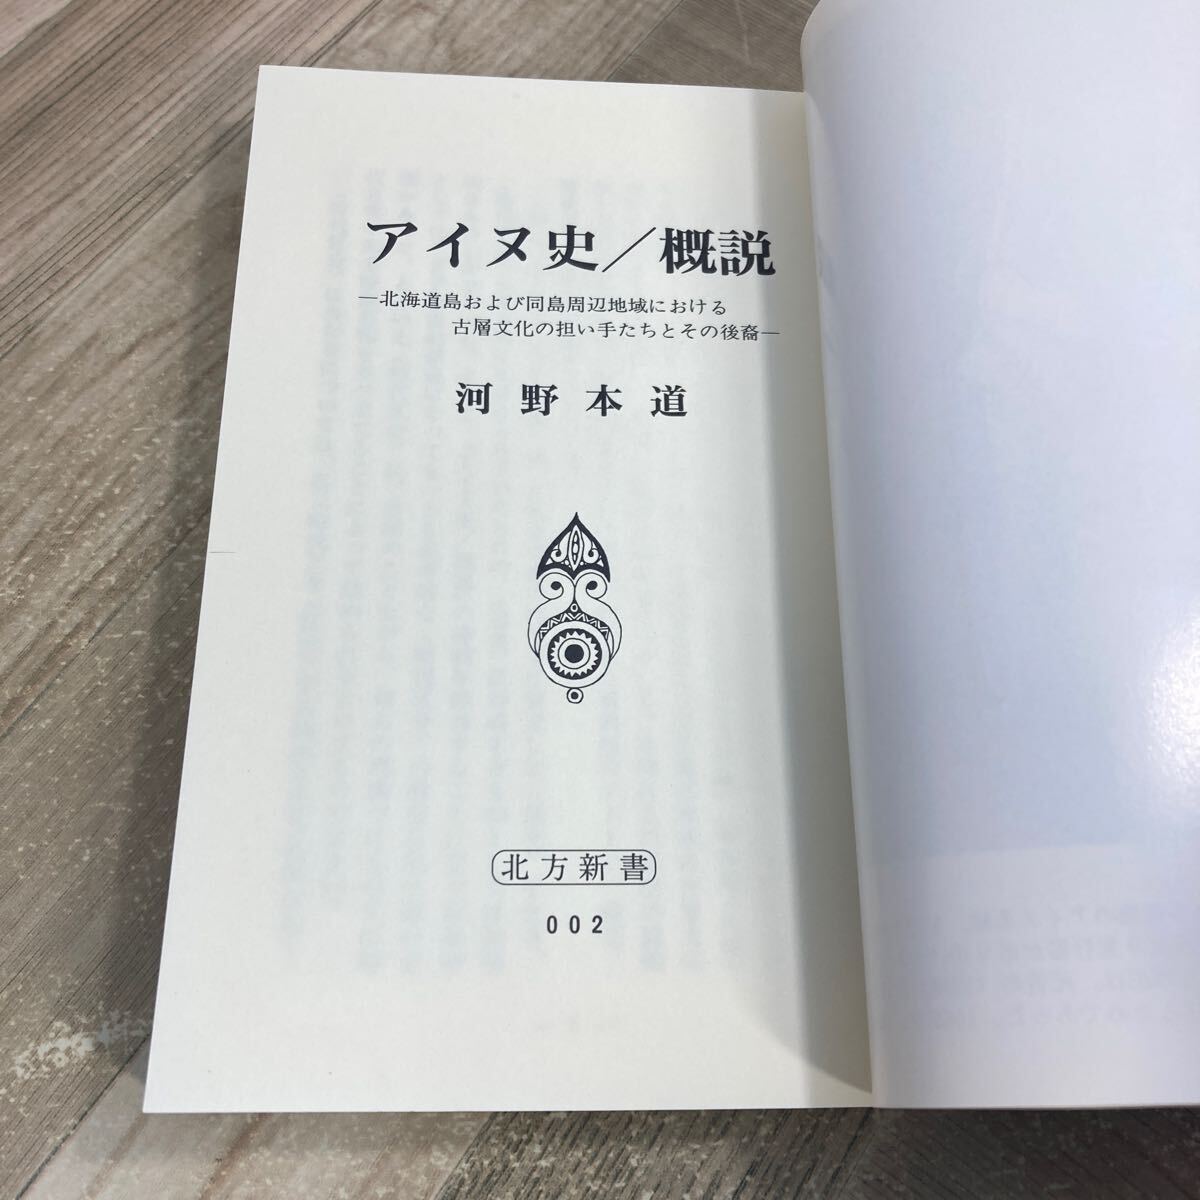 アイヌ史／概説
―北海道島および同島周辺地域における
古層文化の担い手たちとその後裔―
河野本道
北方新書
002